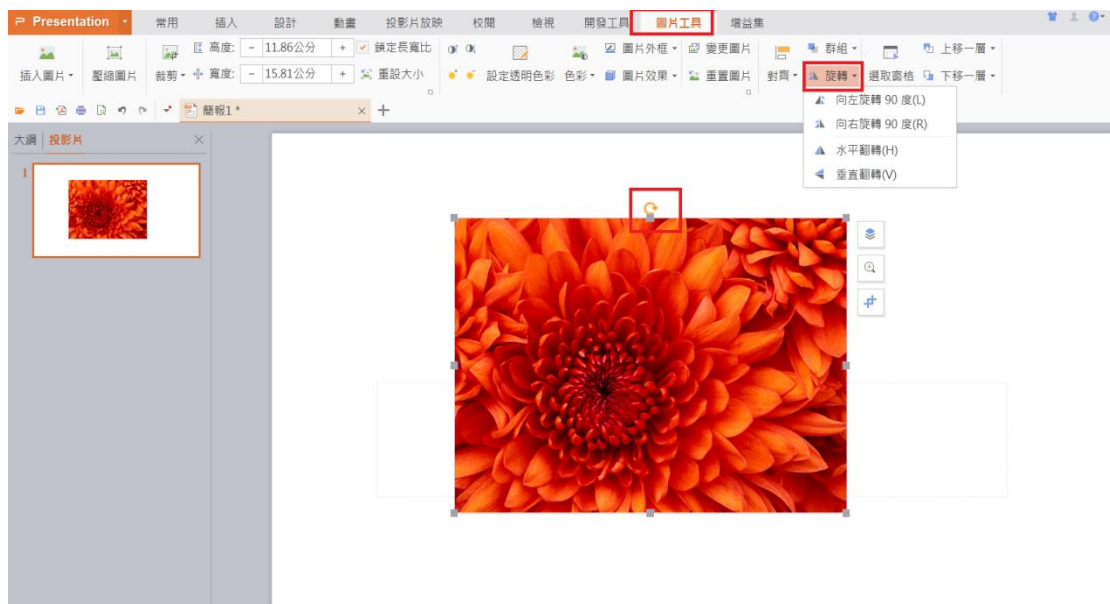 Presentation 常用 插入 設計 動畫 投影片放映 校閱 檢視 開發工具 圖片工具 增益集
高度: - 11.86公分 + 鎖定長寬比 圖片外框 變更圖片 群組 上移一層
插入圖片 壓縮圖片 裁剪 寬度: - 15.81公分 + 重設大小 設定透明色彩 色彩 圖片效果 重置圖片 對齊 旋轉 選取窗格 下移一層
簡報1 *
向左旋轉 90 度(L)
向右旋轉 90 度(R)
水平翻轉(H)
垂直翻轉(V)
大綱 投影片
1